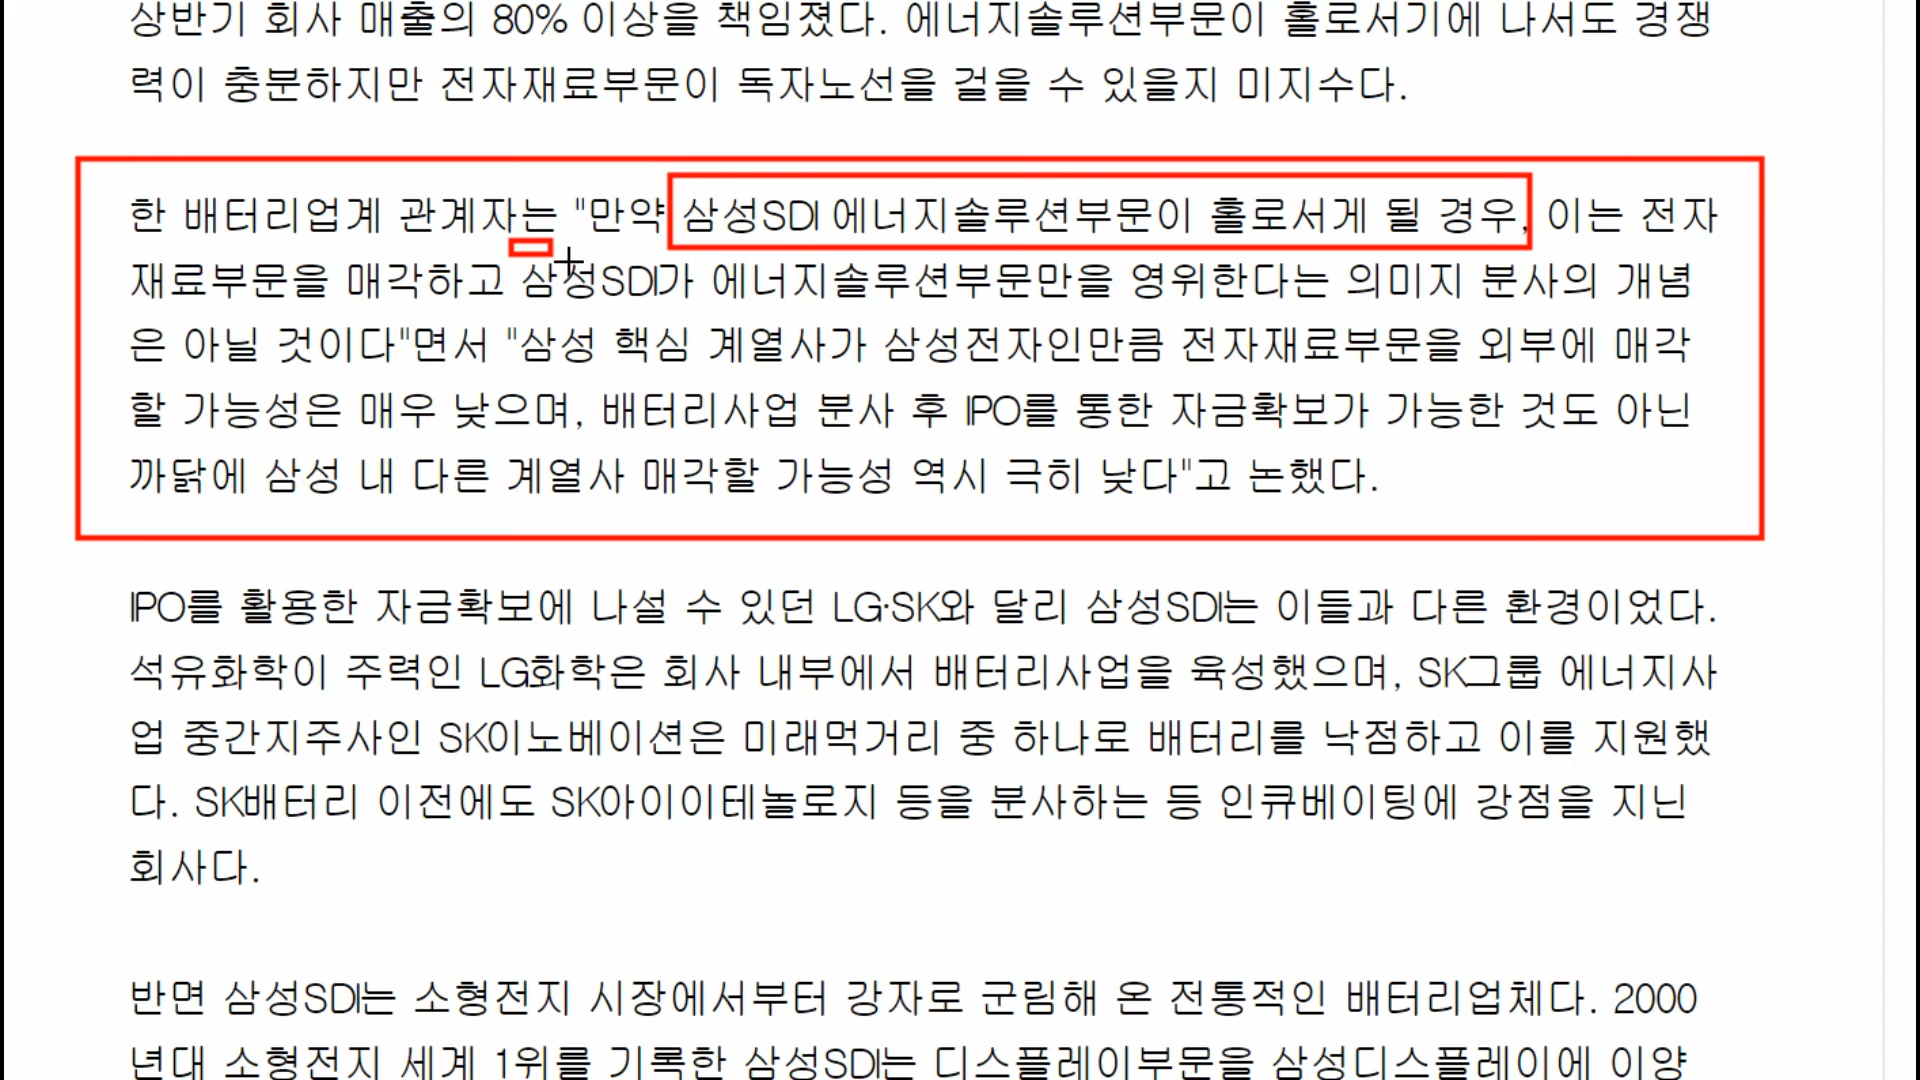 상반기 회사 매출의 80% 이상을 책임졌다. 에너지솔루션부문이 홀로서기에 나서도 경쟁
력이 충분하지만 전자재료부문이 독자노선을 걸을 수 있을지 미지수다.
한 배터리업계 관계자는 "만약 삼성SDI 에너지솔루션부문이 홀로서게 될 경우, 이는 전자
재료부문을 매각하고 삼성SDI가 에너지솔루션부문만을 영위한다는 의미지 분사의 개념
은 아닐 것이다"면서 "삼성 핵심 계열사가 삼성전자인만큼 전자재료부문을 외부에 매각
할 가능성은 매우 낮으며, 배터리사업 분사 후 IPO를 통한 자금확보가 가능한 것도 아닌
까닭에 삼성 내 다른 계열사 매각할 가능성 역시 극히 낮다"고 논했다.
IPO를 활용한 자금확보에 나설 수 있던 LG·SK와 달리 삼성SDI는 이들과 다른 환경이었다.
석유화학이 주력인 LG화학은 회사 내부에서 배터리사업을 육성했으며, SK그룹 에너지사
업 중간지주사인 SK이노베이션은 미래먹거리 중 하나로 배터리를 낙점하고 이를 지원했
다. SK배터리 이전에도 SK아이이테놀로지 등을 분사하는 등 인큐베이팅에 강점을 지닌
회사다.
반면 삼성SDI는 소형전지 시장에서부터 강자로 군림해 온 전통적인 배터리업체다. 2000
년대 소형전지 세계 1위를 기록한 삼성SDI는 디스플레이부문을 삼성디스플레이에 이양